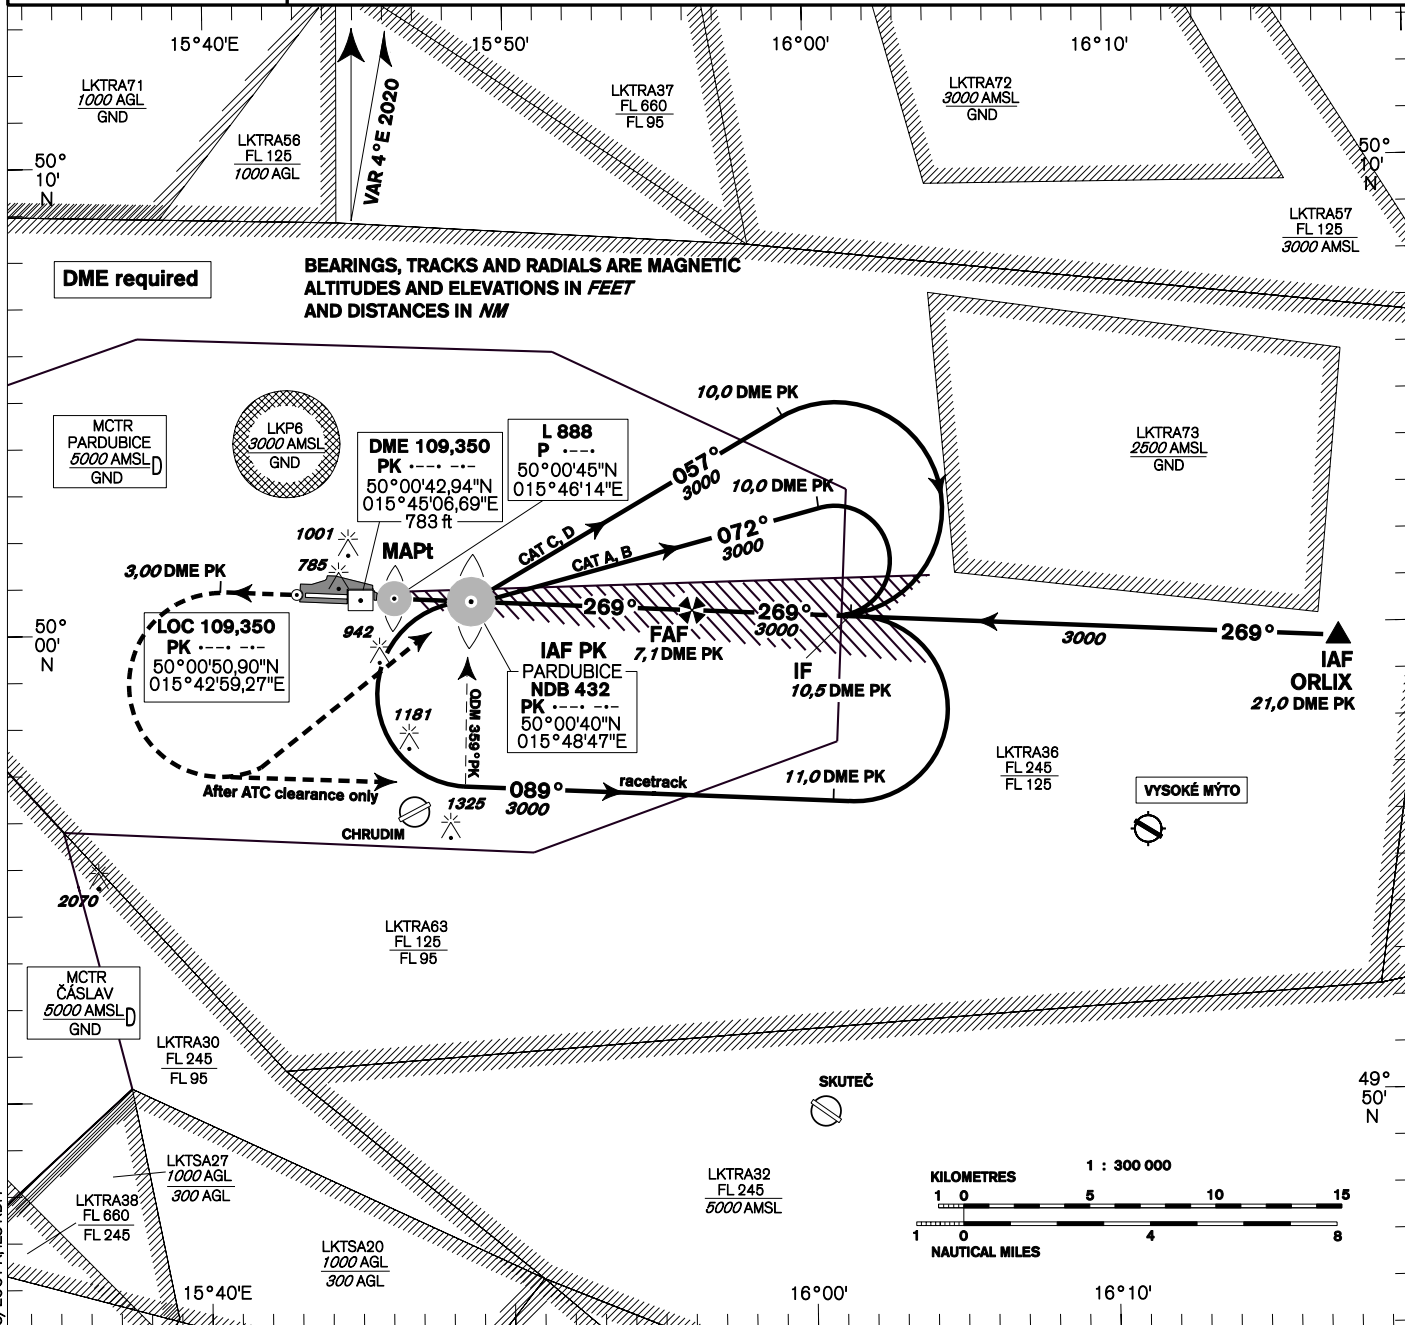 15°40'E
15°50'
16°00'
16°10'
LKTRA71
1000 AGL
GND
LKTRA56
FL 125
1000 AGL
VAR 4°E 2020
LKTRA37
FL 660
FL 95
LKTRA72
3000 AMSL
GND
50°
10'
N
50°
10'
N
LKTRA57
FL 125
3000 AMSL
DME required
BEARINGS, TRACKS AND RADIALS ARE MAGNETIC
ALTITUDES AND ELEVATIONS IN FEET
AND DISTANCES IN NM
MCTR
PARDUBICE
5000 AMSL
GND
D
LKP6
3000 AMSL
GND
DME 109,350
PK ·--· -·-
50°00'42,94"N
015°45'06,69"E
783 ft
L 888
P ·--·
50°00'45"N
015°46'14"E
10,0 DME PK
057°
3000
CAT C, D
10,0 DME PK
072°
3000
CAT A, B
LKTRA73
2500 AMSL
GND
1001
785
MAPt
3,00 DME PK
942
LOC 109,350
PK ·--· -·-
50°00'50,90"N
015°42'59,27"E
50°
00'
N
269°
FAF
7,1 DME PK
269°
3000
IF
10,5 DME PK
3000
269°
IAF
ORLIX
21,0 DME PK
IAF PK
PARDUBICE
NDB 432
PK ·--· -·-
50°00'40"N
015°48'47"E
QDM 359°PK
1181
089°
3000
racetrack
11,0 DME PK
After ATC clearance only
1325
CHRUDIM
LKTRA36
FL 245
FL 125
VYSOKÉ MÝTO
2070
LKTRA63
FL 125
FL 95
MCTR
ČÁSLAV
5000 AMSL
GND
D
LKTRA30
FL 245
FL 95
SKUTEČ
49°
50'
N
LKTSA27
1000 AGL
300 AGL
LKTRA38
FL 660
FL 245
LKTSA20
1000 AGL
300 AGL
LKTRA32
FL 245
5000 AMSL
1 : 300 000
KILOMETRES
1 0 5 10 15
1 0 4 8
NAUTICAL MILES
15°40'E
16°00'
16°10'